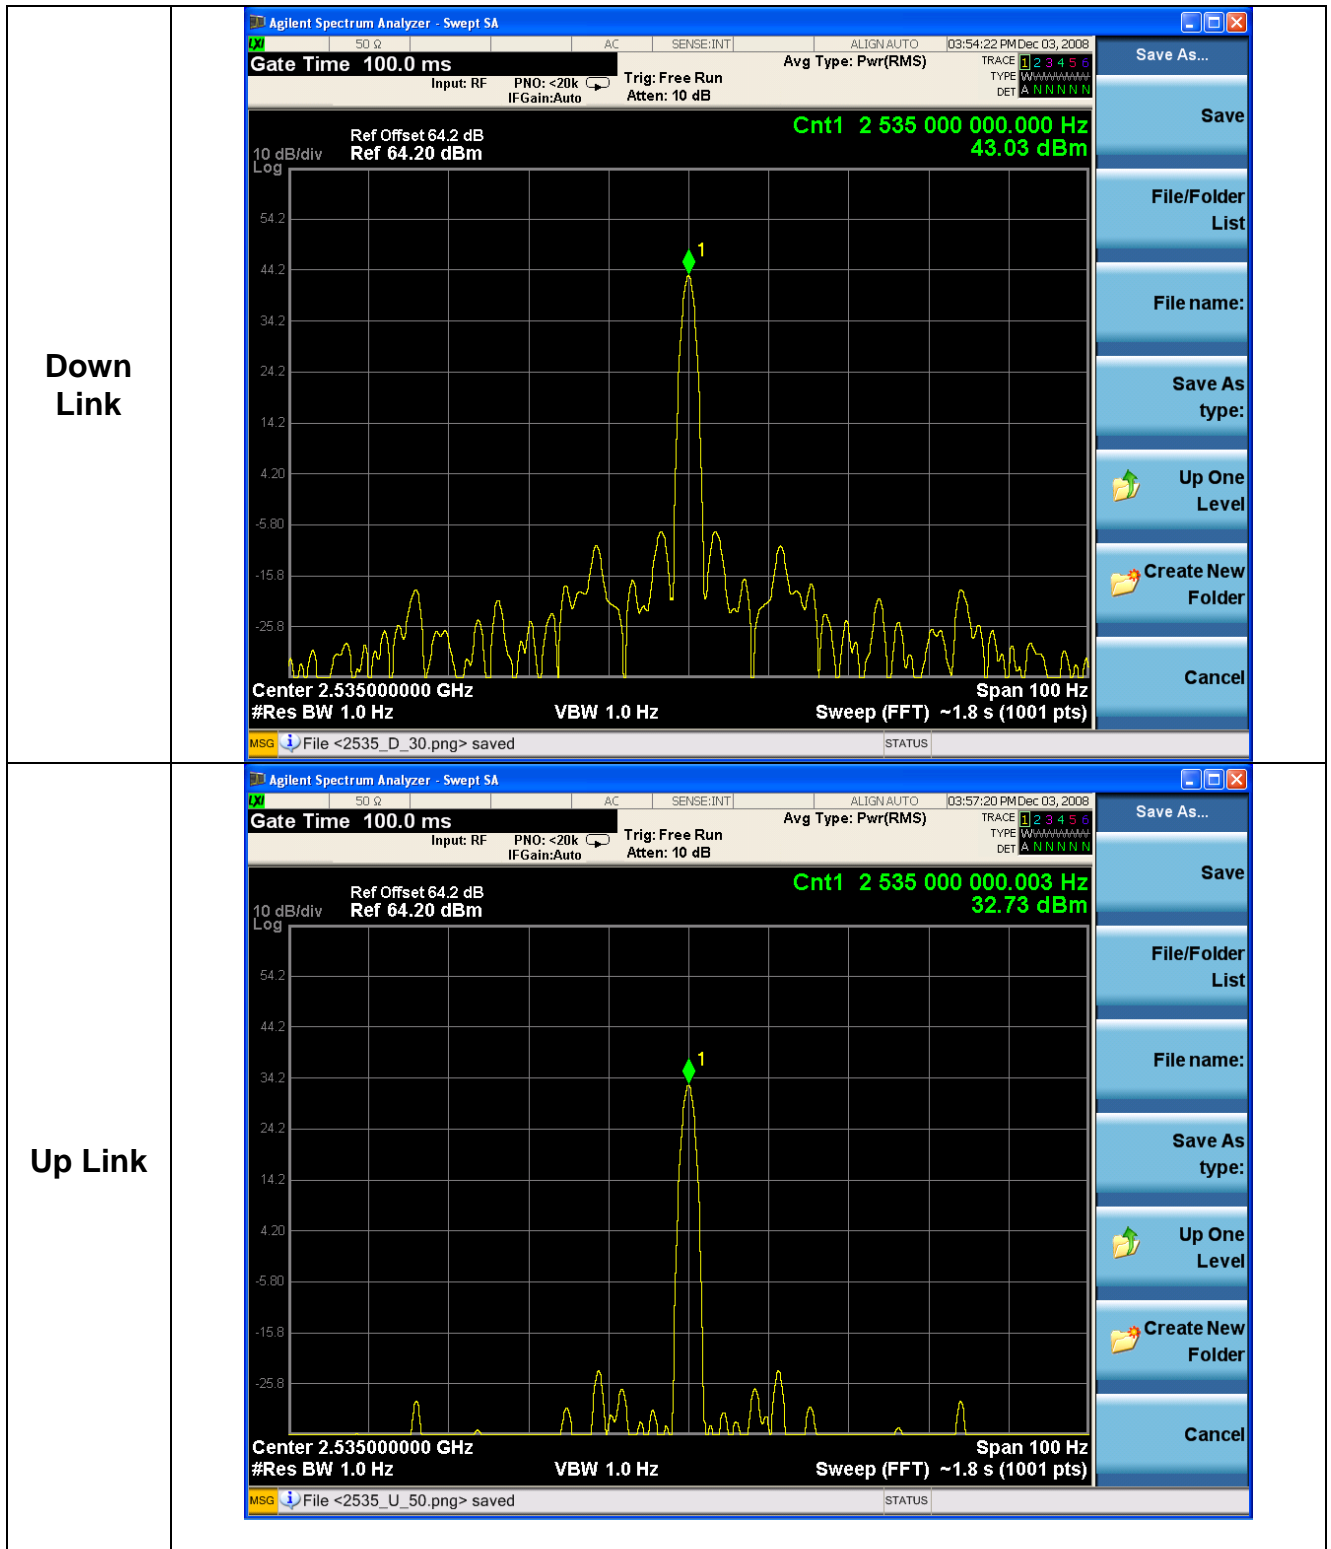 Down
Link
Agilent Spectrum Analyzer - Swept SA
LXI 50 Ω AC SENSE:INT ALIGN AUTO 03:54:22 PM Dec 03, 2008
Gate Time 100.0 ms
Input: RF PNO: <20k
IFGain:Auto
Trig: Free Run
Atten: 10 dB
Avg Type: Pwr(RMS)
TRACE 1 2 3 4 5 6
TYPE
DET A N N N N N
Cnt1 2 535 000 000.000 Hz
43.03 dBm
Ref Offset 64.2 dB
10 dB/div Ref 64.20 dBm
Log
54.2
44.2
1
34.2
24.2
14.2
4.20
-5.80
-15.8
-25.8
Center 2.535000000 GHz Span 100 Hz
#Res BW 1.0 Hz VBW 1.0 Hz Sweep (FFT) ~1.8 s (1001 pts)
MSG File <2535_D_30.png> saved STATUS
Save As...
Save
File/Folder
List
File name:
Save As
type:
Up One
Level
Create New
Folder
Cancel
Up Link
Agilent Spectrum Analyzer - Swept SA
LXI 50 Ω AC SENSE:INT ALIGN AUTO 03:57:20 PM Dec 03, 2008
Gate Time 100.0 ms
Input: RF PNO: <20k
IFGain:Auto
Trig: Free Run
Atten: 10 dB
Avg Type: Pwr(RMS)
TRACE 1 2 3 4 5 6
TYPE
DET A N N N N N
Cnt1 2 535 000 000.003 Hz
32.73 dBm
Ref Offset 64.2 dB
10 dB/div Ref 64.20 dBm
Log
54.2
44.2
1
34.2
24.2
14.2
4.20
-5.80
-15.8
-25.8
Center 2.535000000 GHz Span 100 Hz
#Res BW 1.0 Hz VBW 1.0 Hz Sweep (FFT) ~1.8 s (1001 pts)
MSG File <2535_U_50.png> saved STATUS
Save As...
Save
File/Folder
List
File name:
Save As
type:
Up One
Level
Create New
Folder
Cancel